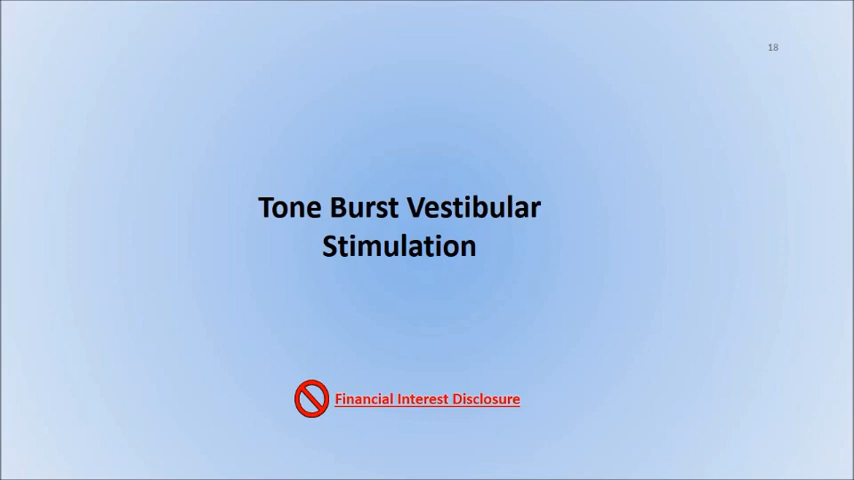 18
Tone Burst Vestibular
Stimulation
Financial Interest Disclosure